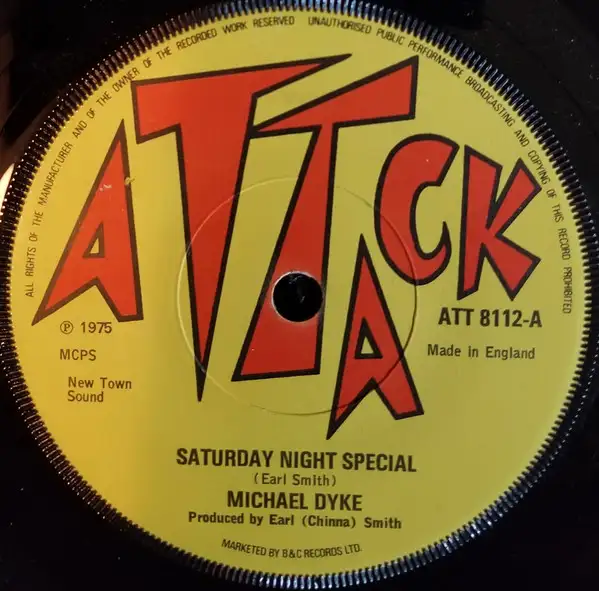 ALL RIGHTS OF THE MANUFACTURER AND OF THE OWNER OF THE RECORDED WORK RESERVED UNAUTHORISED PUBLIC PERFORMANCE BROADCASTING AND COPYING OF THIS RECORD PROHIBITED
ATTACK
ATT 8112-A
℗ 1975
Made in England
MCPS
New Town
Sound
SATURDAY NIGHT SPECIAL
(Earl Smith)
MICHAEL DYKE
Produced by Earl (Chinna) Smith
MARKETED BY B&C RECORDS LTD.